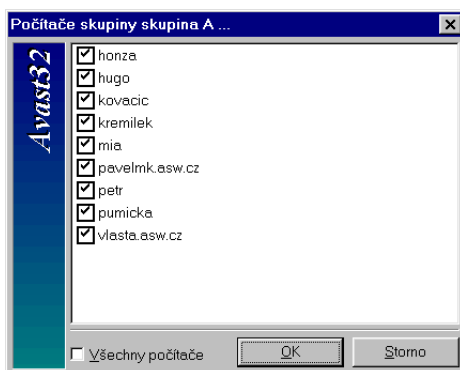 Počítače skupiny skupina A ...
Avast32
honza
hugo
kovacic
kremilek
mia
pavelmk.asw.cz
petr
pumicka
vlasta.asw.cz
Všechny počítače
OK
Storno